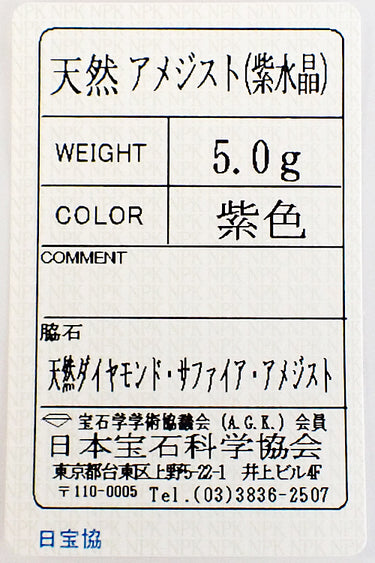 天然 アメジスト(紫水晶)
WEIGHT 5.0g
COLOR 紫色
COMMENT
脇石
天然ダイヤモンド・サファイア・アメジスト
宝石学学術協議会 (A.G.K.) 会員
日本宝石科学協会
東京都台東区上野5-22-1 井上ビル4F
〒110-0005 Tel.(03)3836-2507
日宝協